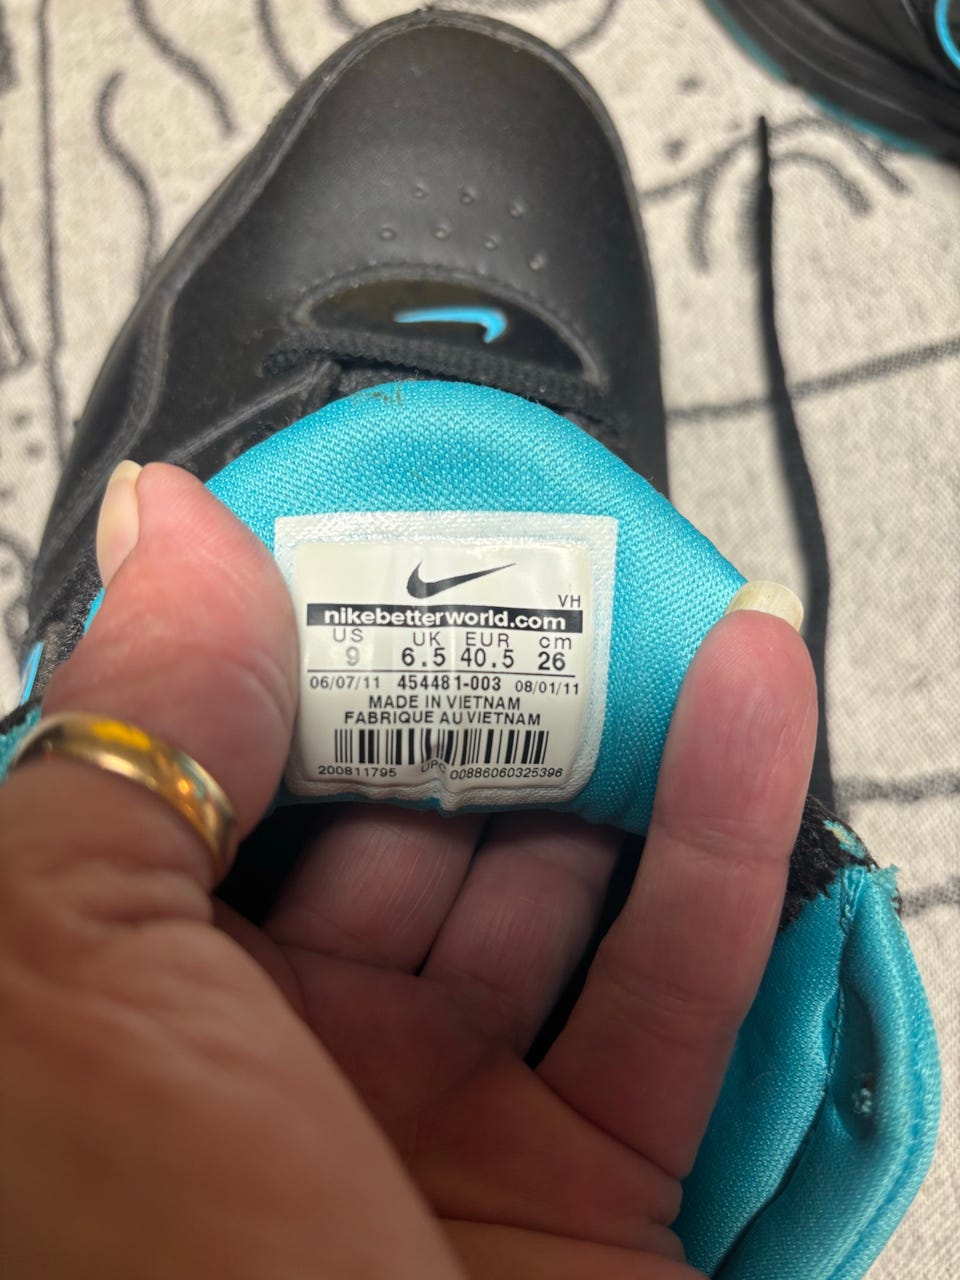 VH
nikebetterworld.com
US UK EUR cm
9 6.5 40.5 26
06/07/11 454481-003 08/01/11
MADE IN VIETNAM
FABRIQUE AU VIETNAM
200811795 UPC 00886060325396